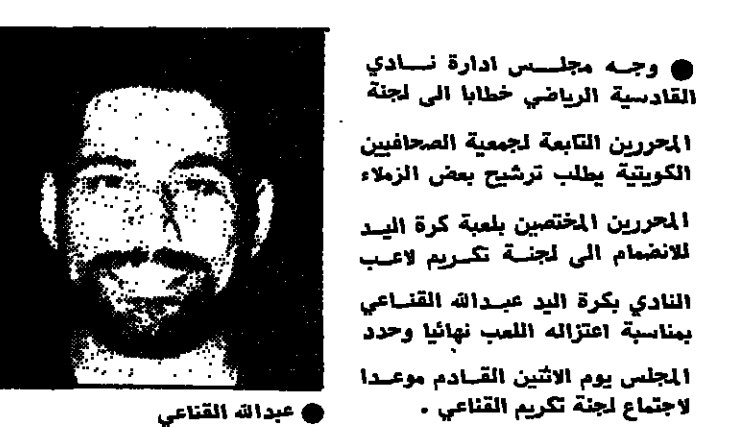 ● وجه مجلس ادارة نادي
القادسية الرياضي خطابا الى لجنة
المحررين التابعة لجمعية الصحافيين
الكويتية يطلب ترشيح بعض الزملاء
المحررين المختصين بلعبة كرة اليد
للانضمام الى لجنة تكريم لاعب
النادي بكرة اليد عبدالله القناعي
بمناسبة اعتزاله اللعب نهائيا وحدد
المجلس يوم الاثنين القادم موعدا
لاجتماع لجنة تكريم القناعي .
● عبدالله القناعي